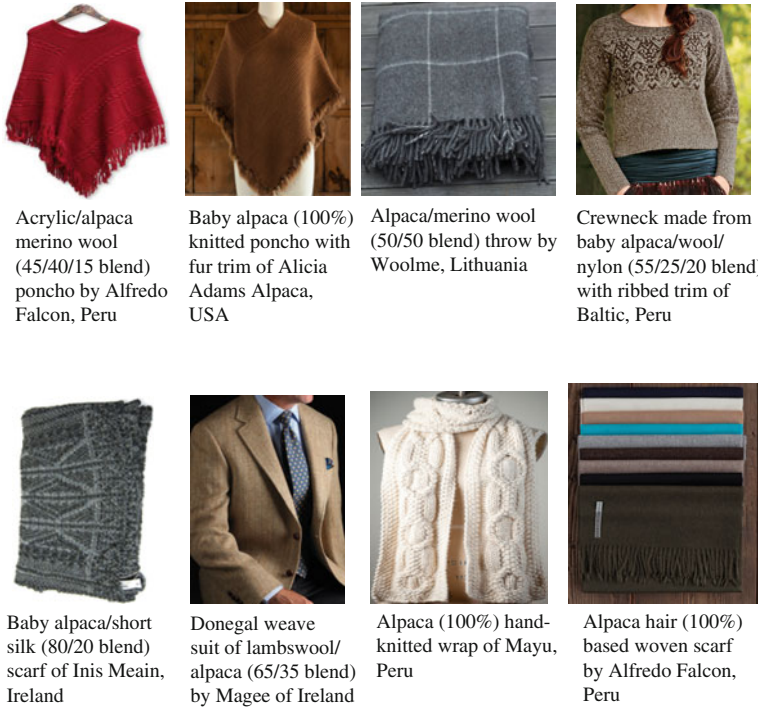 Acrylic/alpaca
merino wool
(45/40/15 blend)
poncho by Alfredo
Falcon, Peru
Baby alpaca (100%)
knitted poncho with
fur trim of Alicia
Adams Alpaca,
USA
Alpaca/merino wool
(50/50 blend) throw by
Woolme, Lithuania
Crewneck made from
baby alpaca/wool/
nylon (55/25/20 blend)
with ribbed trim of
Baltic, Peru
Baby alpaca/short
silk (80/20 blend)
scarf of Inis Meain,
Ireland
Donegal weave
suit of lambswool/
alpaca (65/35 blend)
by Magee of Ireland
Alpaca (100%) hand-
knitted wrap of Mayu,
Peru
Alpaca hair (100%)
based woven scarf
by Alfredo Falcon,
Peru